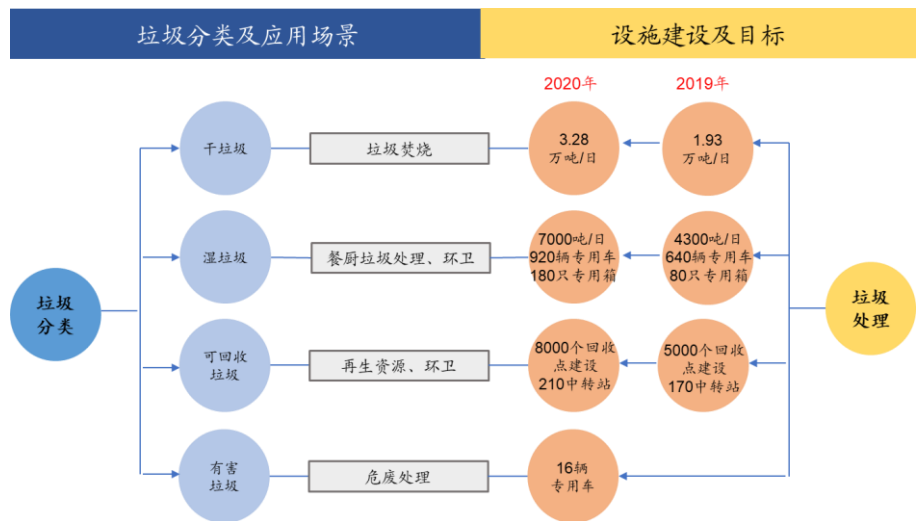 垃圾分类及应用场景
设施建设及目标
2020年
2019年
干垃圾
垃圾焚烧
3.28
万吨/日
1.93
万吨/日
湿垃圾
餐厨垃圾处理、环卫
7000吨/日
920辆专用车
180只专用箱
4300吨/日
640辆专用车
80只专用箱
垃圾
分类
垃圾
处理
可回收
垃圾
再生资源、环卫
8000个回收
点建设
210中转站
5000个回收
点建设
170中转站
有害
垃圾
危废处理
16辆
专用车